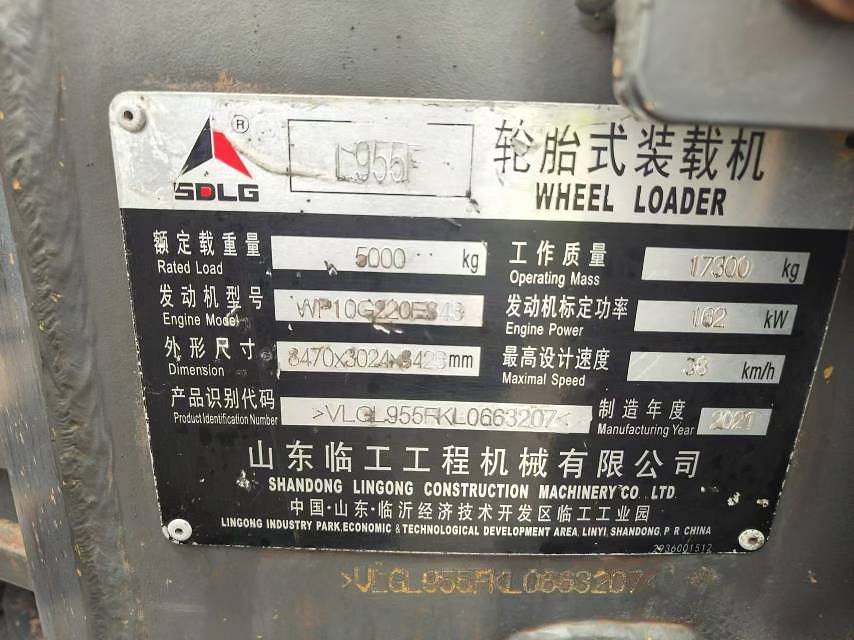 SDLG ® L955F 轮胎式装载机
WHEEL LOADER
额定载重量 5000 kg 工作质量 17300 kg
Rated Load Operating Mass
发动机型号 WP10G220E343 发动机标定功率 162 kW
Engine Model Engine Power
外形尺寸 8470x3024x3423mm 最高设计速度 38 km/h
Dimension Maximal Speed
产品识别代码 >VLGL955FKL0663207< 制造年度 2021
Product Identification Number Manufacturing Year
山东临工工程机械有限公司
SHANDONG LINGONG CONSTRUCTION MACHINERY CO., LTD.
中国·山东·临沂经济技术开发区临工工业园
LINGONG INDUSTRY PARK,ECONOMIC & TECHNOLOGICAL DEVELOPMENT AREA, LINYI, SHANDONG, P. R. CHINA
2936001512
>VLGL955FKL0663207<